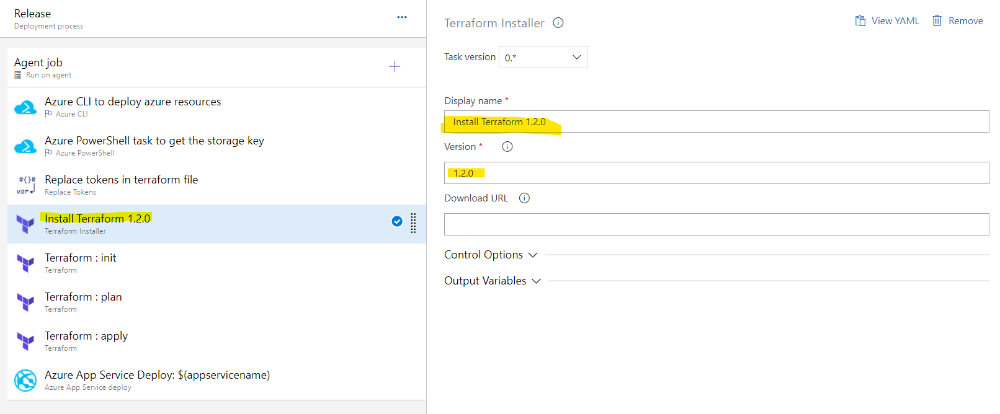 Release
Deployment process
Agent job
Run on agent
Azure CLI to deploy azure resources
Azure CLI
Azure PowerShell task to get the storage key
Azure PowerShell
#{}#
var
Replace tokens in terraform file
Replace Tokens
Install Terraform 1.2.0
Terraform Installer
Terraform : init
Terraform
Terraform : plan
Terraform
Terraform : apply
Terraform
Azure App Service Deploy: $(appservicename)
Azure App Service deploy
Terraform Installer
View YAML
Remove
Task version 0.*
Display name *
Install Terraform 1.2.0
Version *
1.2.0
Download URL
Control Options
Output Variables